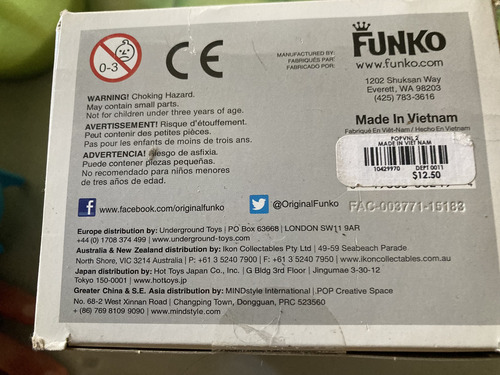 0-3
CE
MANUFACTURED BY:
FABRIQUÉS PAR:
FABRICADO POR:
FUNKO
www.funko.com
1202 Shuksan Way
Everett, WA 98203
(425) 783-3616
WARNING! Choking Hazard.
May contain small parts.
Not for children under three years of age.
AVERTISSEMENT! Risque d'étouffement.
Peut contenir des petites pièces.
Pas pour les enfants de moins de trois ans.
ADVERTENCIA! riesgo de asfixia.
Puede contener piezas pequeñas.
No recomendado para niños menores
de tres años de edad.
Made In Vietnam
Fabriqué En Viêt-Nam / Hecho En Vietnam
POPVNL 2
MADE IN VIET NAM
10429970 DEPT 0011
$12.50
www.facebook.com/originalfunko
@OriginalFunko
FAC-003771-15183
Europe distribution by: Underground Toys | PO Box 63668 | LONDON SW11 9AR
+44 (0) 1708 374 499 | www.underground-toys.com
Australia & New Zealand distribution by: Ikon Collectables Pty Ltd | 49-59 Seabeach Parade
North Shore, VIC 3214 Australia | P: +61 3 5240 7900 | F: +61 3 5240 7950 | www.ikoncollectables.com.au
Japan distribution by: Hot Toys Japan Co., Inc. | G Bldg 3rd Floor | Jingumae 3-30-12
Tokyo 150-0001 | www.hottoys.jp
Greater China & S.E. Asia distribution by: MINDstyle International | .POP Creative Space
No. 68-2 West Xinnan Road | Changping Town, Dongguan, PRC 523560
+ (86) 769 8109 9090 | www.mindstyle.com